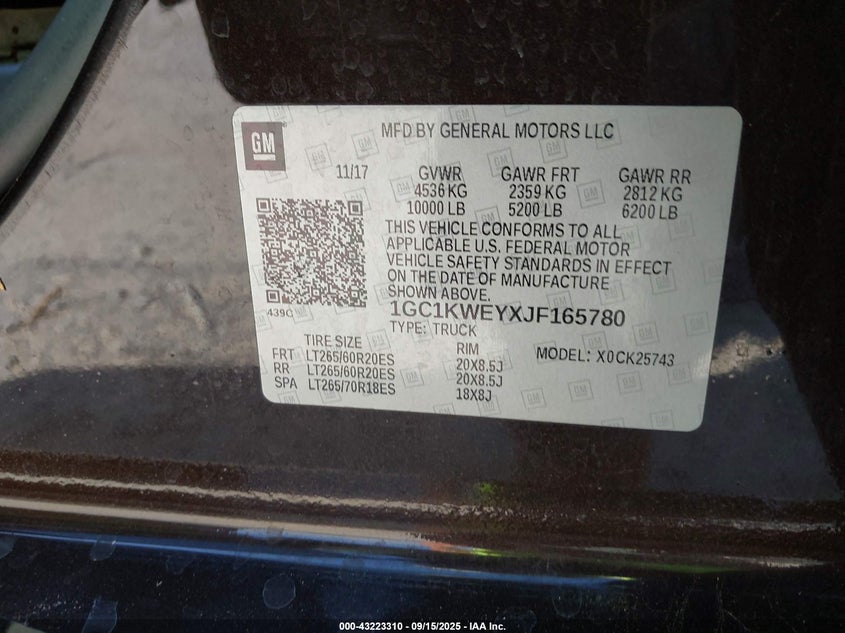 GM
MFD BY GENERAL MOTORS LLC
11/17 GVWR GAWR FRT GAWR RR
4536 KG 2359 KG 2812 KG
10000 LB 5200 LB 6200 LB
THIS VEHICLE CONFORMS TO ALL
APPLICABLE U.S. FEDERAL MOTOR
VEHICLE SAFETY STANDARDS IN EFFECT
ON THE DATE OF MANUFACTURE
SHOWN ABOVE.
439C
1GC1KWEYXJF165780
TYPE: TRUCK
TIRE SIZE RIM MODEL: X0CK25743
FRT LT265/60R20ES 20X8.5J
RR LT265/60R20ES 20X8.5J
SPA LT265/70R18ES 18X8J
000-43223310 - 09/15/2025 - IAA Inc.